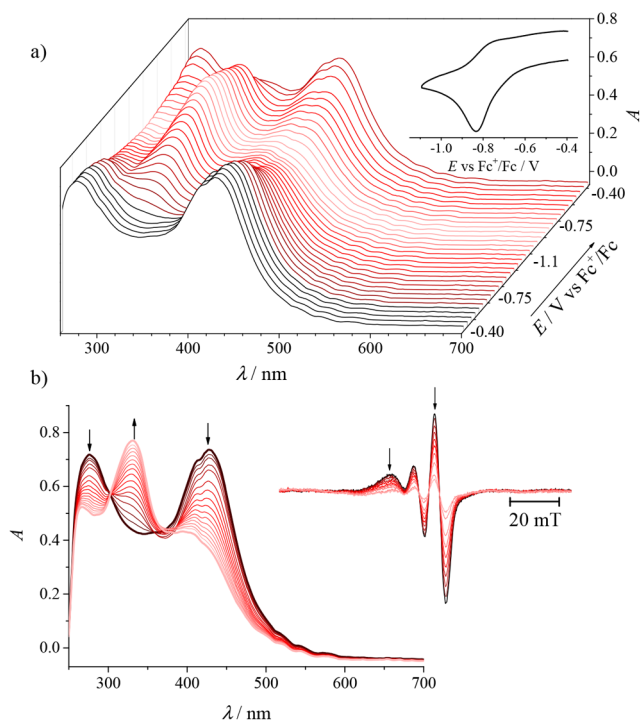 a)
0.8
0.6
0.4
0.2
0.0
A
-1.0 -0.8 -0.6 -0.4
E vs Fc⁺/Fc / V
-0.40
-0.75
-1.1
-0.75
-0.40
E / V vs Fc⁺/Fc
300 400 500 600 700
λ / nm
b)
0.8
0.6
0.4
0.2
0.0
A
20 mT
300 400 500 600 700
λ / nm